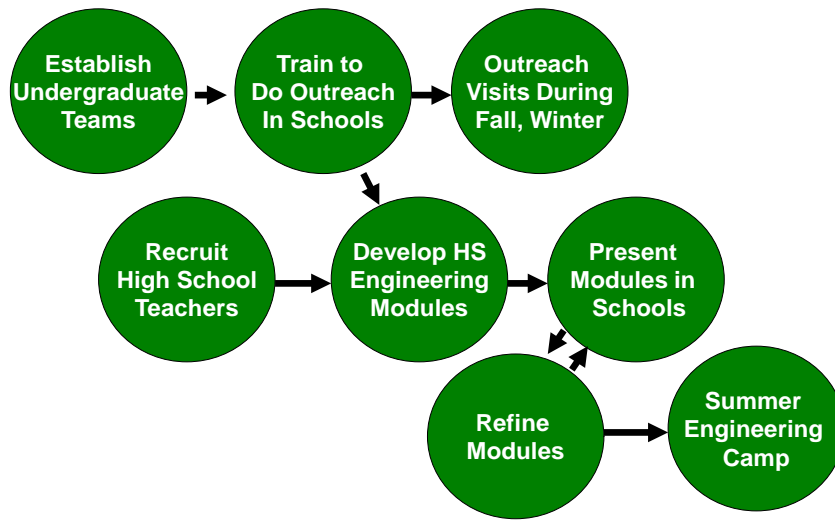 Establish
Undergraduate
Teams
Train to
Do Outreach
In Schools
Outreach
Visits During
Fall, Winter
Recruit
High School
Teachers
Develop HS
Engineering
Modules
Present
Modules in
Schools
Refine
Modules
Summer
Engineering
Camp